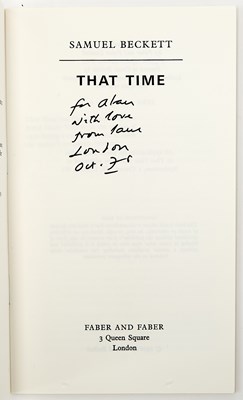 SAMUEL BECKETT
THAT TIME
for Alan
with love
from Sam
London
Oct. 75
FABER AND FABER
3 Queen Square
London